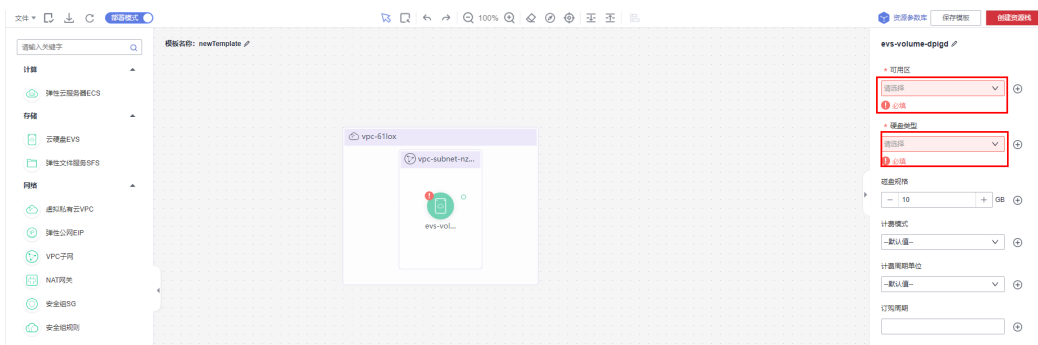 文件
部署模式
100%
资源参数库
保存模板
创建资源栈
请输入关键字
计算
弹性云服务器ECS
存储
云硬盘EVS
弹性文件服务SFS
网络
虚拟私有云VPC
弹性公网EIP
VPC子网
NAT网关
安全组SG
安全组规则
模板名称：newTemplate
vpc-61lox
vpc-subnet-nz...
evs-vol...
evs-volume-dpigd
* 可用区
请选择
必填
* 硬盘类型
请选择
必填
磁盘规格
10
GB
计费模式
--默认值--
计费周期单位
--默认值--
订购周期